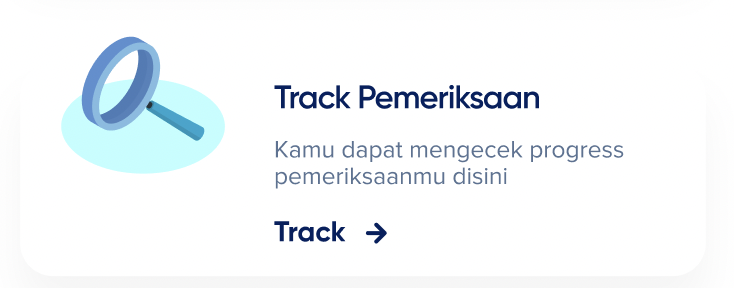 Track Pemeriksaan
Kamu dapat mengecek progress
pemeriksaanmu disini
Track →